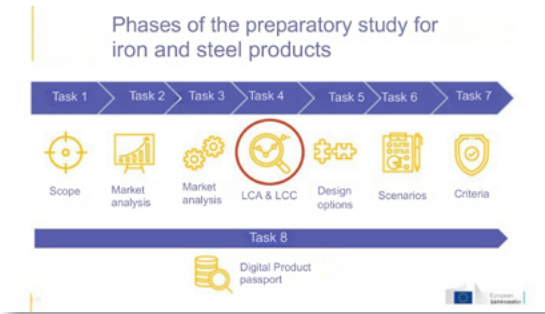 Phases of the preparatory study for
iron and steel products
Task 1
Task 2
Task 3
Task 4
Task 5
Task 6
Task 7
Scope
Market
analysis
Market
analysis
LCA & LCC
Design
options
Scenarios
Criteria
Task 8
Digital Product
passport
European